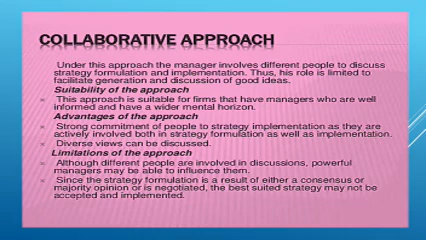 COLLABORATIVE APPROACH
Under this approach the manager involves different people to discuss
strategy formulation and implementation. Thus, his role is limited to
facilitate generation and discussion of good ideas.
Suitability of the approach
This approach is suitable for firms that have managers who are well
informed and have a wider mental horizon.
Advantages of the approach
Strong commitment of people to strategy implementation as they are
actively involved both in strategy formulation as well as implementation.
Diverse views can be discussed.
Limitations of the approach
Although different people are involved in discussions, powerful
managers may be able to influence them.
Since the strategy formulation is a result of either a consensus or
majority opinion or is negotiated, the best suited strategy may not be
accepted and implemented.